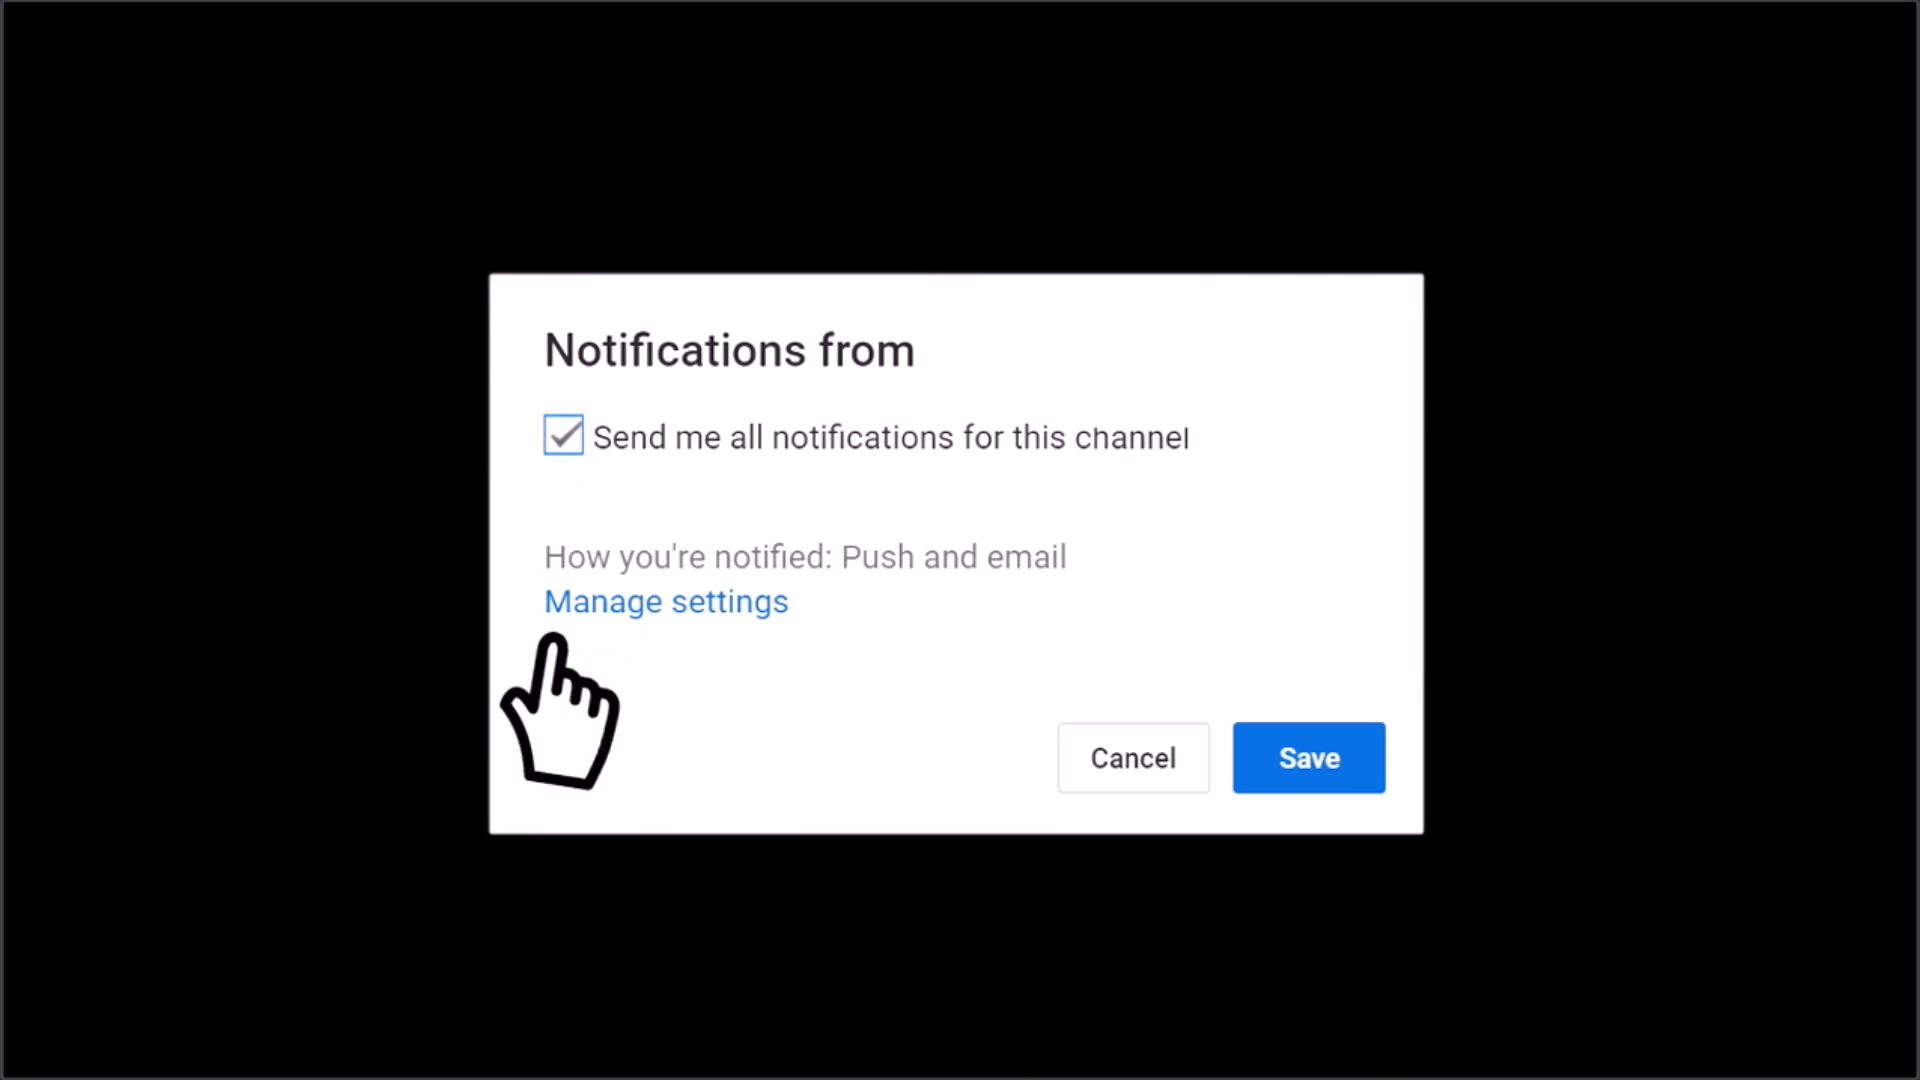 Notifications from
Send me all notifications for this channel
How you're notified: Push and email
Manage settings
Cancel
Save